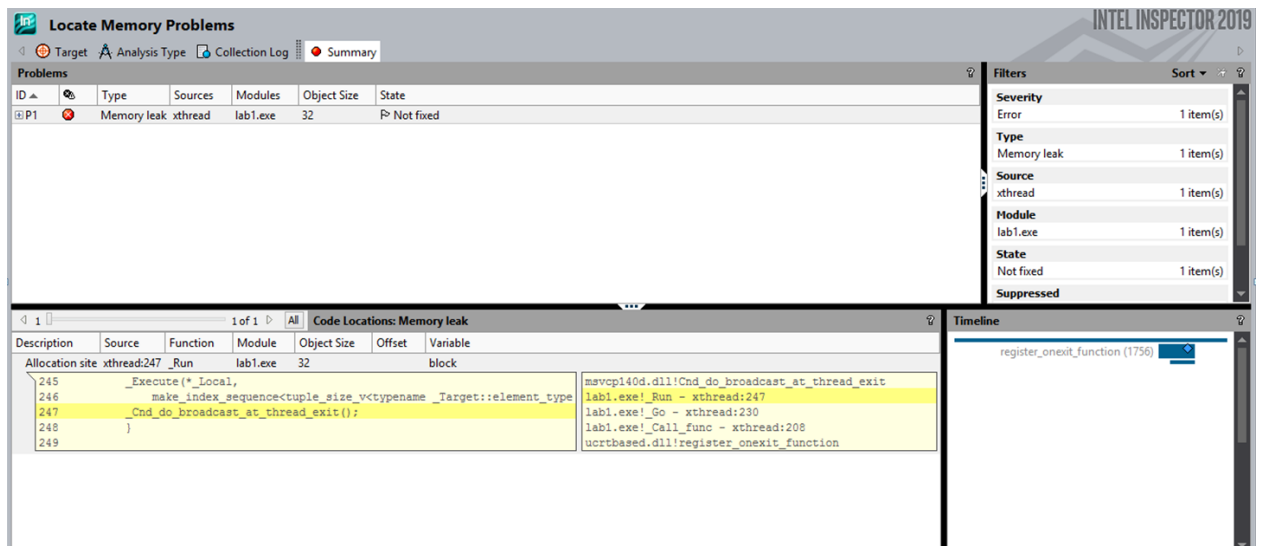 Locate Memory Problems
INTEL INSPECTOR 2019
Target Analysis Type Collection Log Summary
Problems ?
ID Type Sources Modules Object Size State
P1 Memory leak xthread lab1.exe 32 Not fixed
Filters Sort ?
Severity
Error 1 item(s)
Type
Memory leak 1 item(s)
Source
xthread 1 item(s)
Module
lab1.exe 1 item(s)
State
Not fixed 1 item(s)
Suppressed
1 1 of 1 All Code Locations: Memory leak ?
Description Source Function Module Object Size Offset Variable
Allocation site xthread:247 _Run lab1.exe 32 block
245 _Execute(*_Local,
246 make_index_sequence<tuple_size_v<typename _Target::element_type
247 _Cnd_do_broadcast_at_thread_exit();
248 }
249
msvcp140d.dll!Cnd_do_broadcast_at_thread_exit
lab1.exe!_Run - xthread:247
lab1.exe!_Go - xthread:230
lab1.exe!_Call_func - xthread:208
ucrtbased.dll!register_onexit_function
Timeline ?
register_onexit_function (1756)